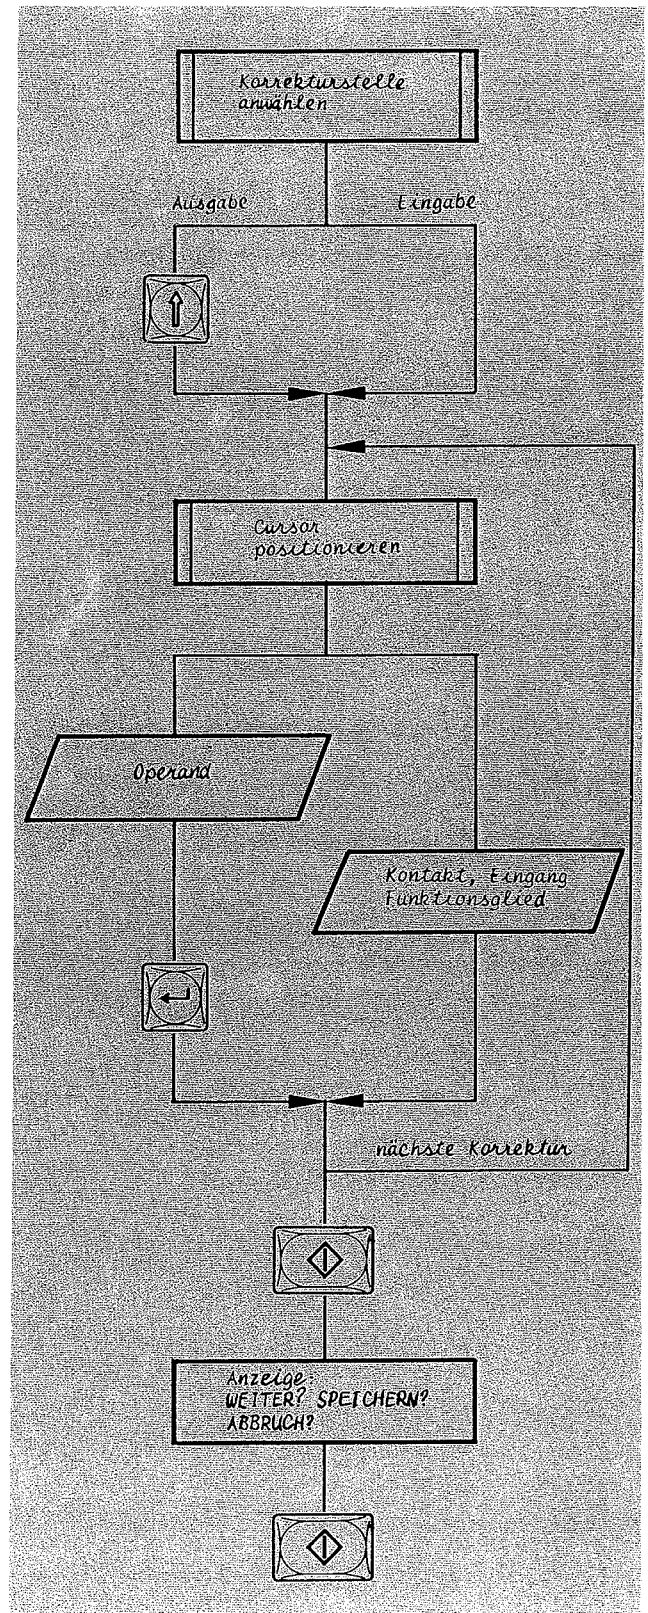 Korrekturstelle
anwählen
Ausgabe
Eingabe
Cursor
positionieren
Operand
Kontakt, Eingang
Funktionsglied
nächste Korrektur
Anzeige:
WEITER? SPEICHERN?
ABBRUCH?